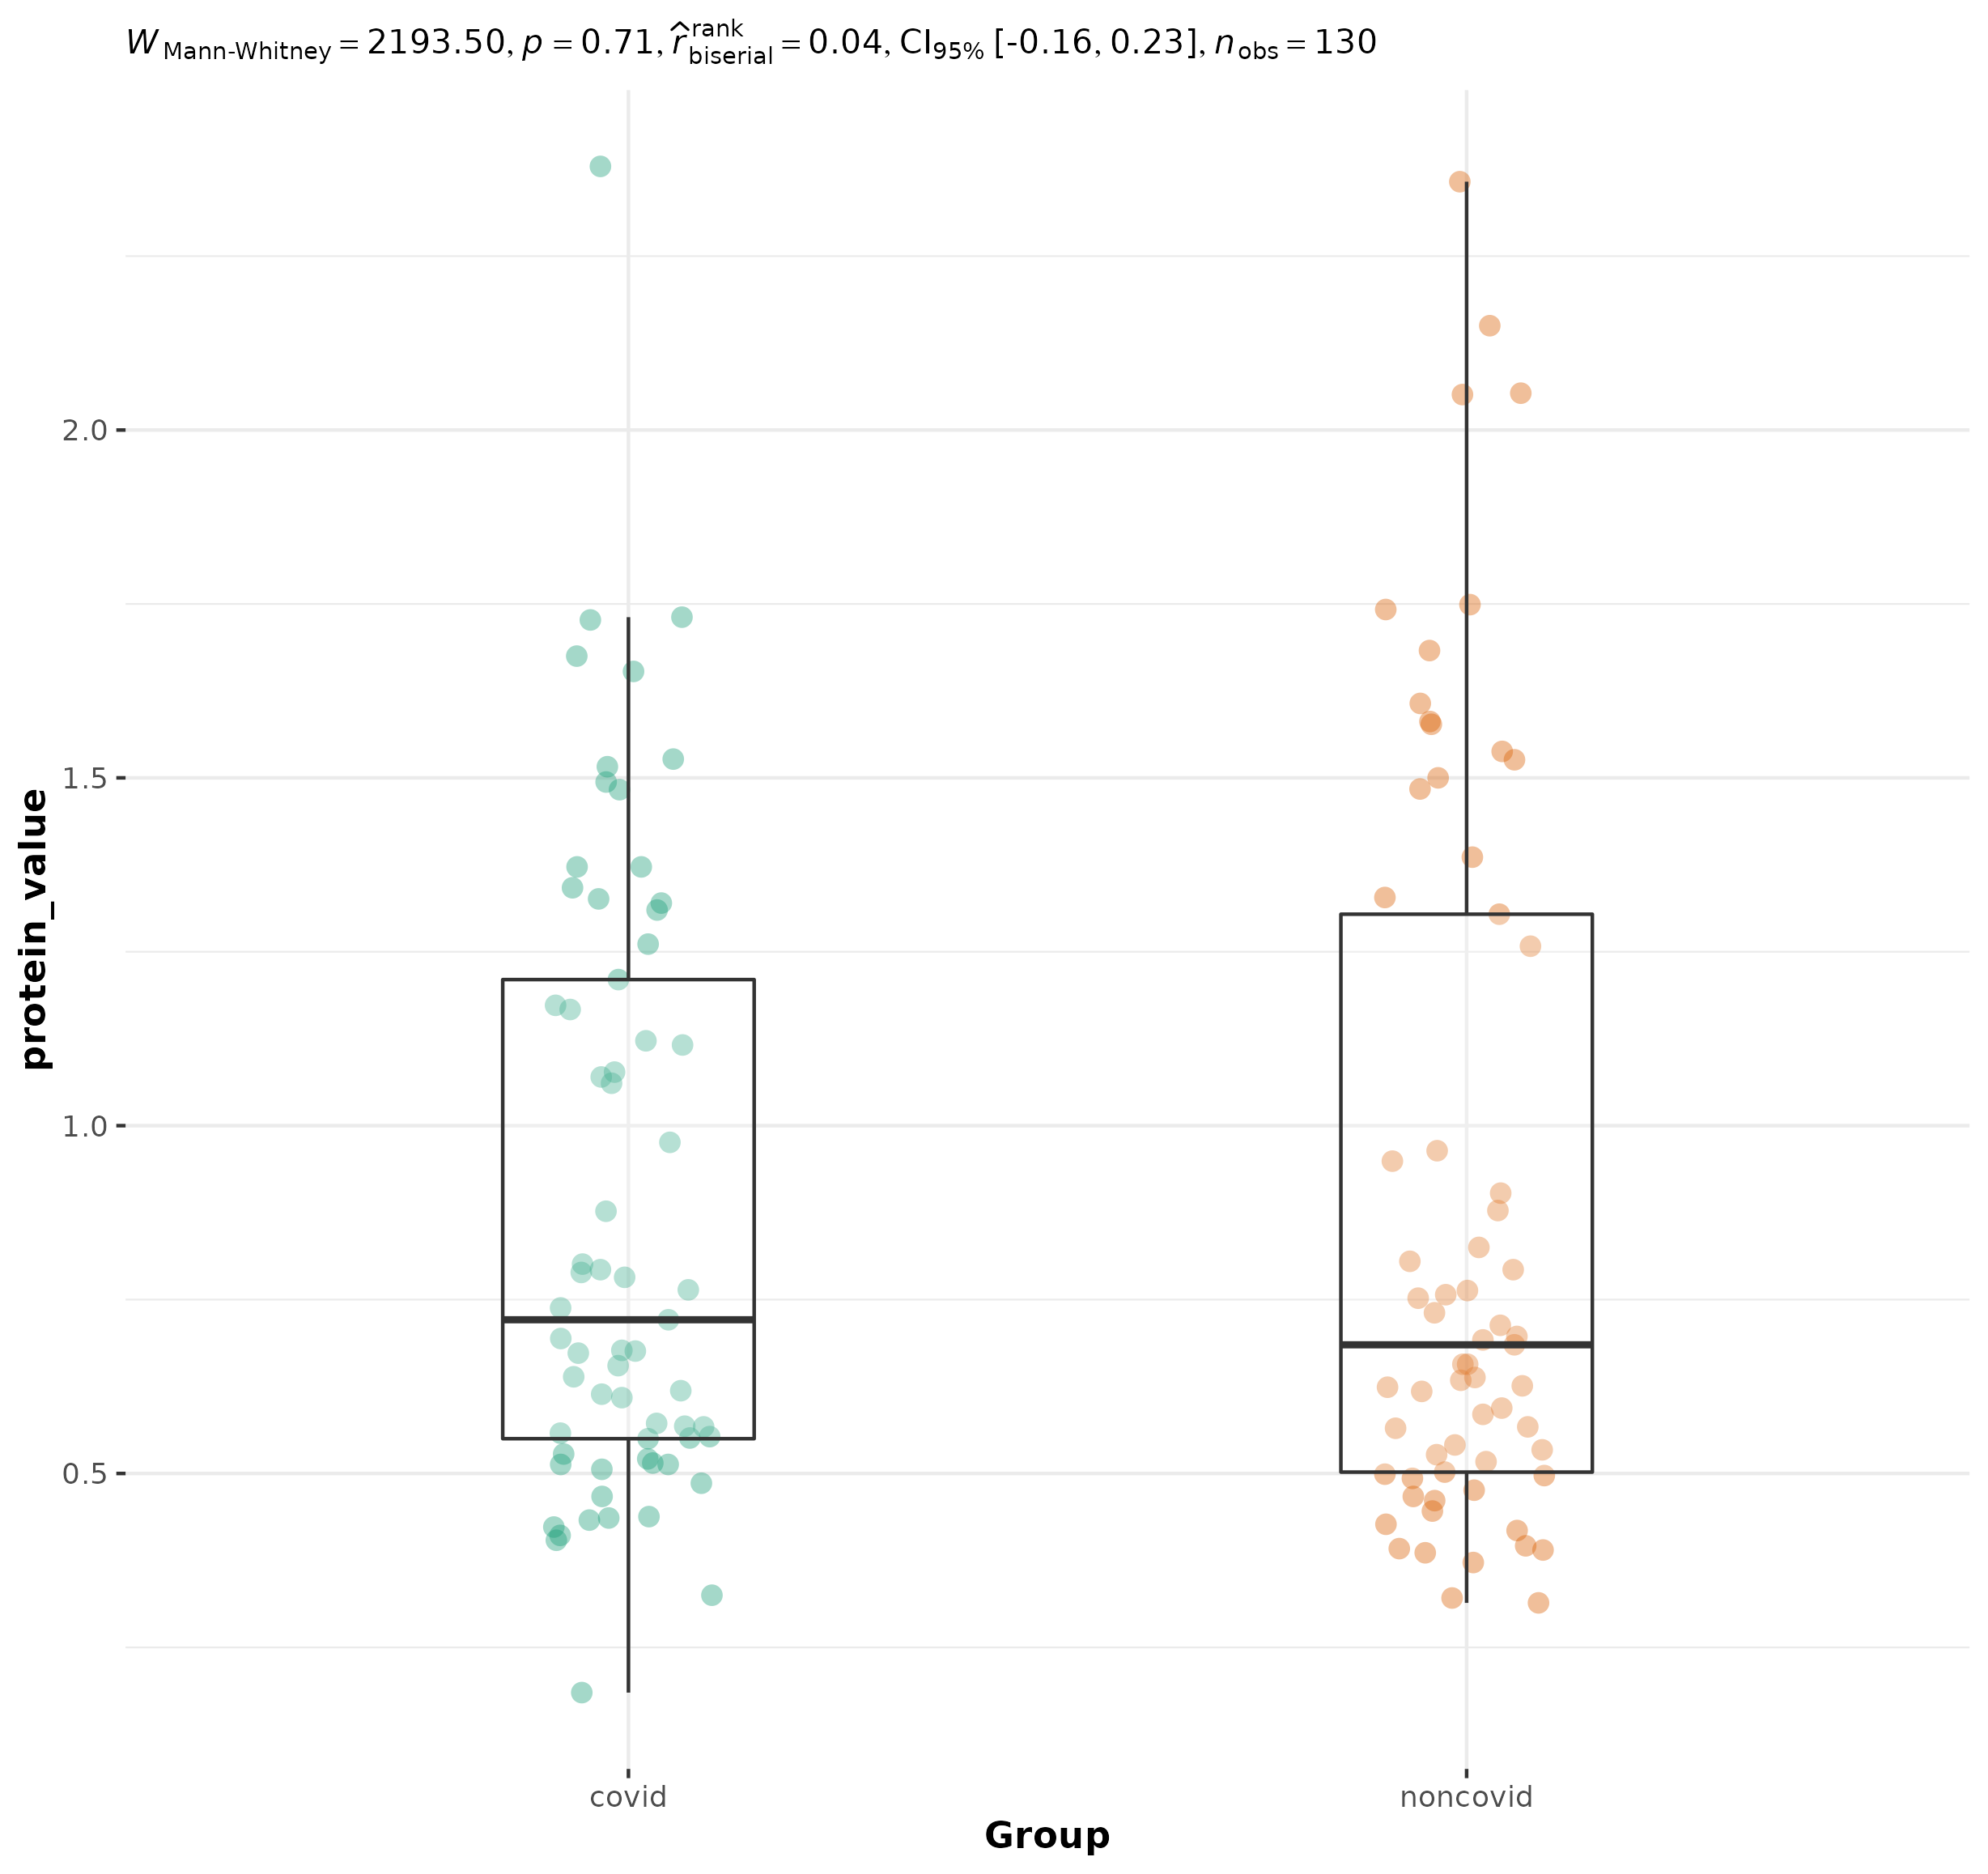 W Mann-Whitney = 2193.50, p = 0.71, r̂ rank biserial = 0.04, CI95% [-0.16, 0.23], nobs = 130
2.0
1.5
1.0
0.5
protein_value
covid noncovid
Group